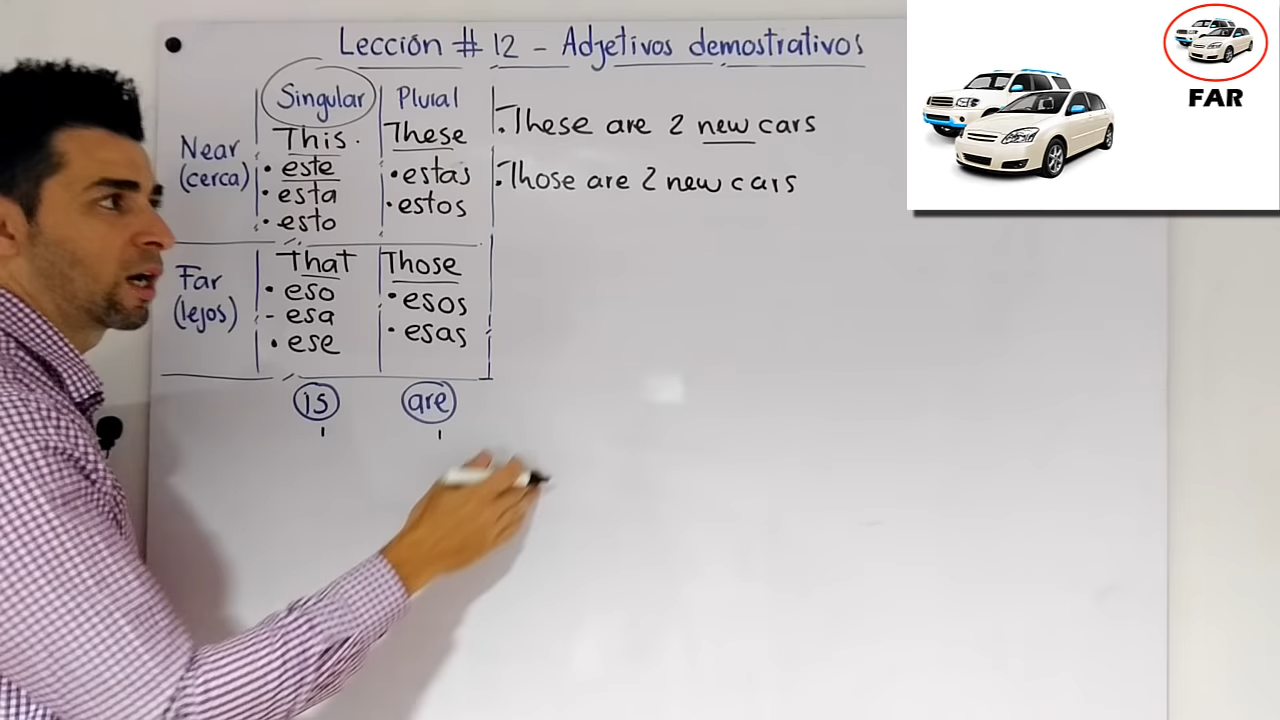 Lección # 12 - Adjetivos demostrativos
Singular Plural
Near (cerca)
This. These
• este • estas
• esta • estos
• esto
Far (lejos)
That Those
• eso • esos
- esa • esas
• ese
is are
:These are 2 new cars
:Those are 2 new cars
FAR